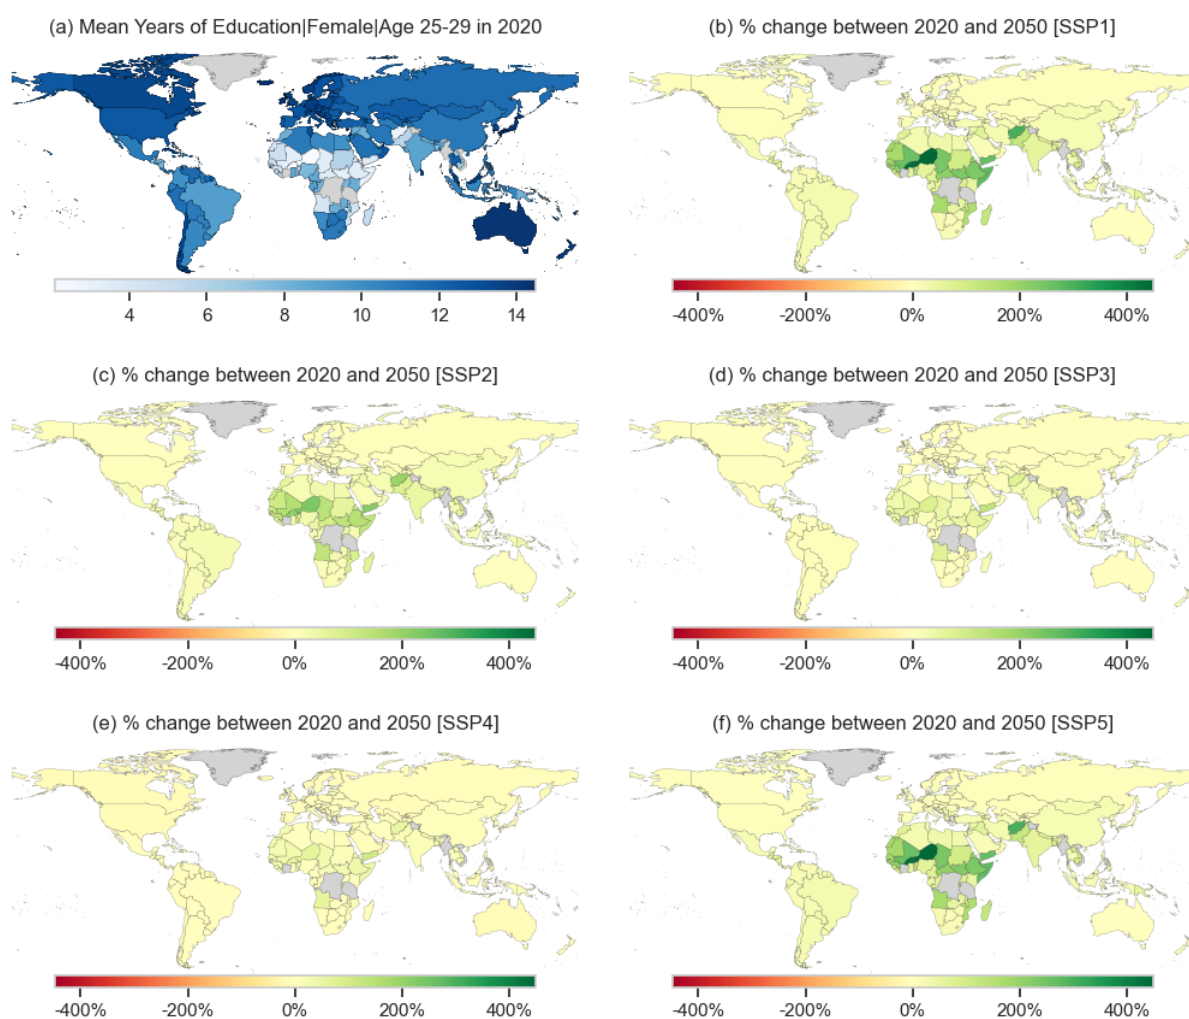 (a) Mean Years of Education|Female|Age 25-29 in 2020
4 6 8 10 12 14
(b) % change between 2020 and 2050 [SSP1]
-400% -200% 0% 200% 400%
(c) % change between 2020 and 2050 [SSP2]
-400% -200% 0% 200% 400%
(d) % change between 2020 and 2050 [SSP3]
-400% -200% 0% 200% 400%
(e) % change between 2020 and 2050 [SSP4]
-400% -200% 0% 200% 400%
(f) % change between 2020 and 2050 [SSP5]
-400% -200% 0% 200% 400%